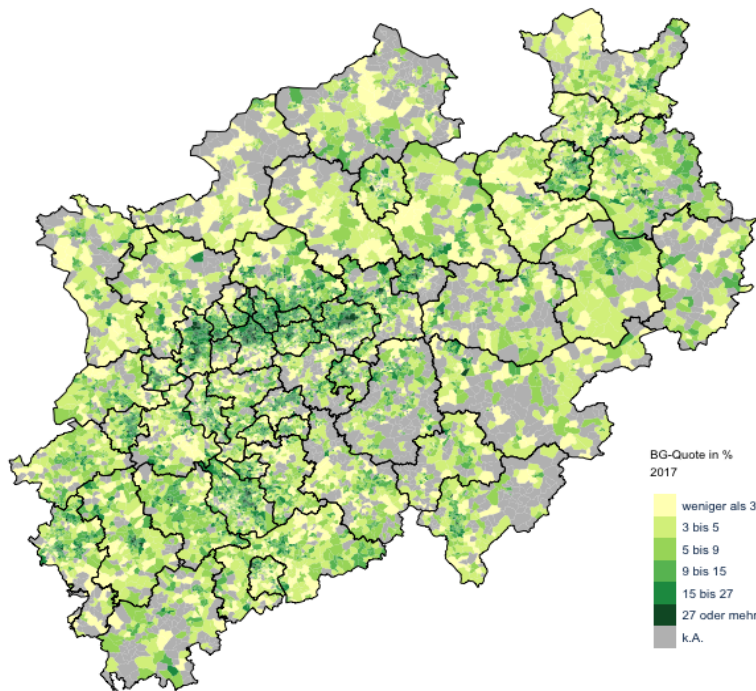 BG-Quote in %
2017
weniger als 3
3 bis 5
5 bis 9
9 bis 15
15 bis 27
27 oder mehr
k.A.